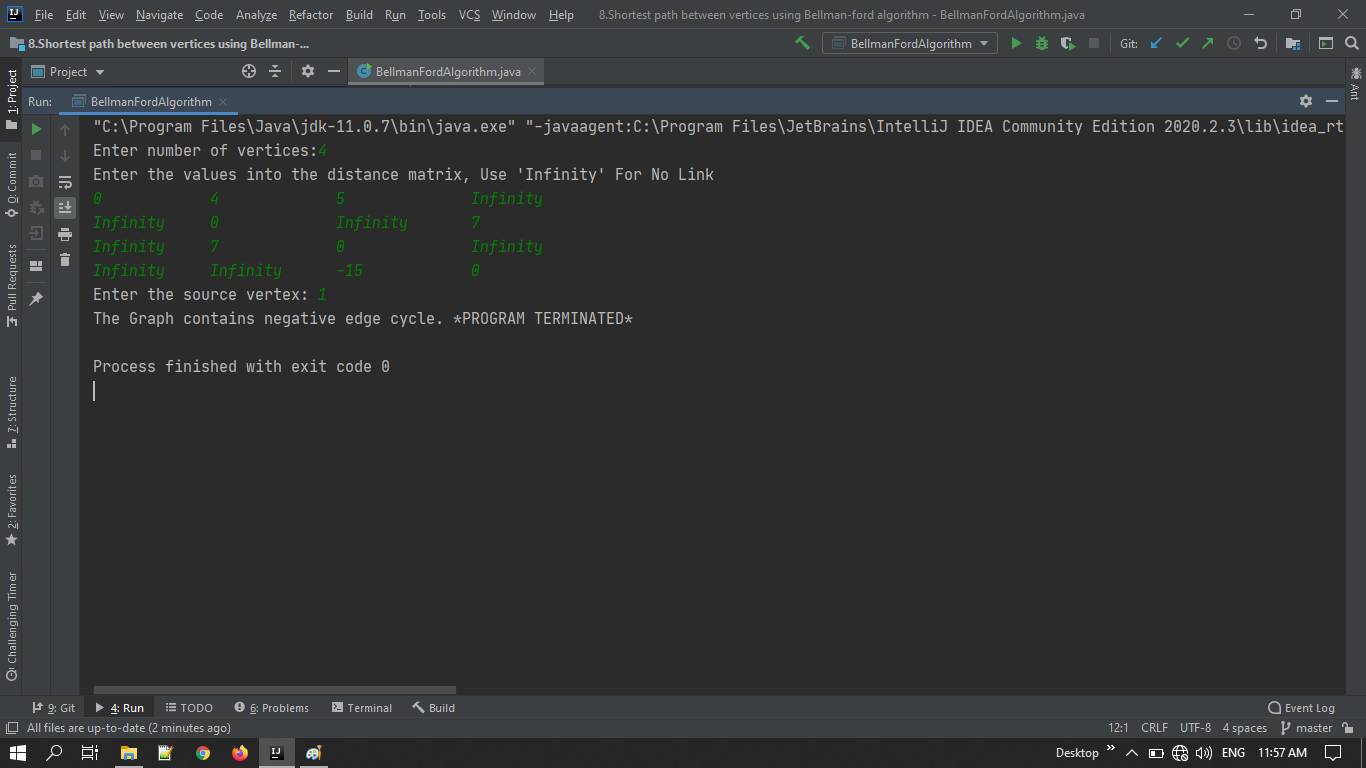 File Edit View Navigate Code Analyze Refactor Build Run Tools VCS Window Help 8.Shortest path between vertices using Bellman-ford algorithm - BellmanFordAlgorithm.java
8.Shortest path between vertices using Bellman-... BellmanFordAlgorithm Git:
Project BellmanFordAlgorithm.java
Run: BellmanFordAlgorithm
"C:\Program Files\Java\jdk-11.0.7\bin\java.exe" "-javaagent:C:\Program Files\JetBrains\IntelliJ IDEA Community Edition 2020.2.3\lib\idea_rt
Enter number of vertices:4
Enter the values into the distance matrix, Use 'Infinity' For No Link
0 4 5 Infinity
Infinity 0 Infinity 7
Infinity 7 0 Infinity
Infinity Infinity -15 0
Enter the source vertex: 1
The Graph contains negative edge cycle. *PROGRAM TERMINATED*
Process finished with exit code 0
1: Project
0: Commit
Pull Requests
7: Structure
2: Favorites
Challenging Timer
Ant
9: Git 4: Run TODO 6: Problems Terminal Build Event Log
All files are up-to-date (2 minutes ago) 12:1 CRLF UTF-8 4 spaces master
Desktop ENG 11:57 AM